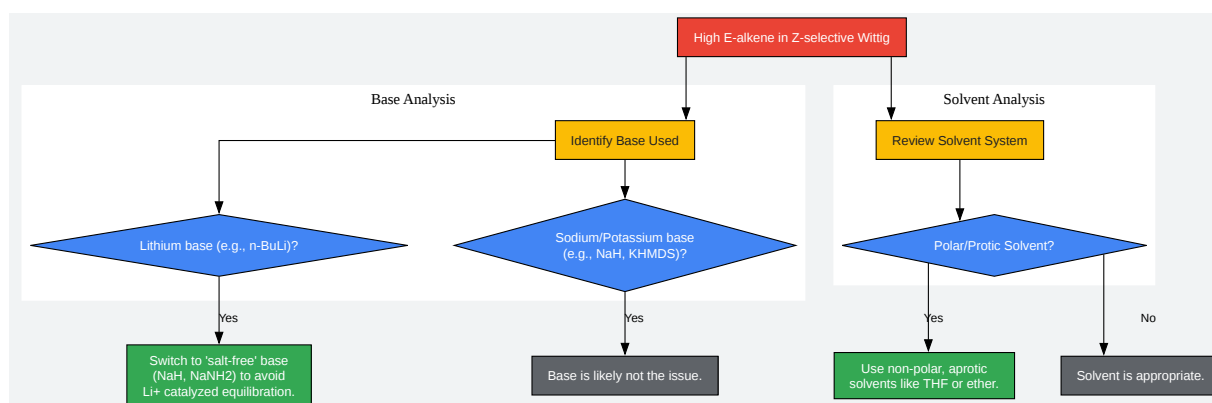 High E-alkene in Z-selective Wittig
Base Analysis
Solvent Analysis
Identify Base Used
Review Solvent System
Lithium base (e.g., n-BuLi)?
Sodium/Potassium base
(e.g., NaH, KHMDS)?
Polar/Protic Solvent?
Yes
Yes
Yes
No
Switch to 'salt-free' base
(NaH, NaNH2) to avoid
Li+ catalyzed equilibration.
Base is likely not the issue.
Use non-polar, aprotic
solvents like THF or ether.
Solvent is appropriate.